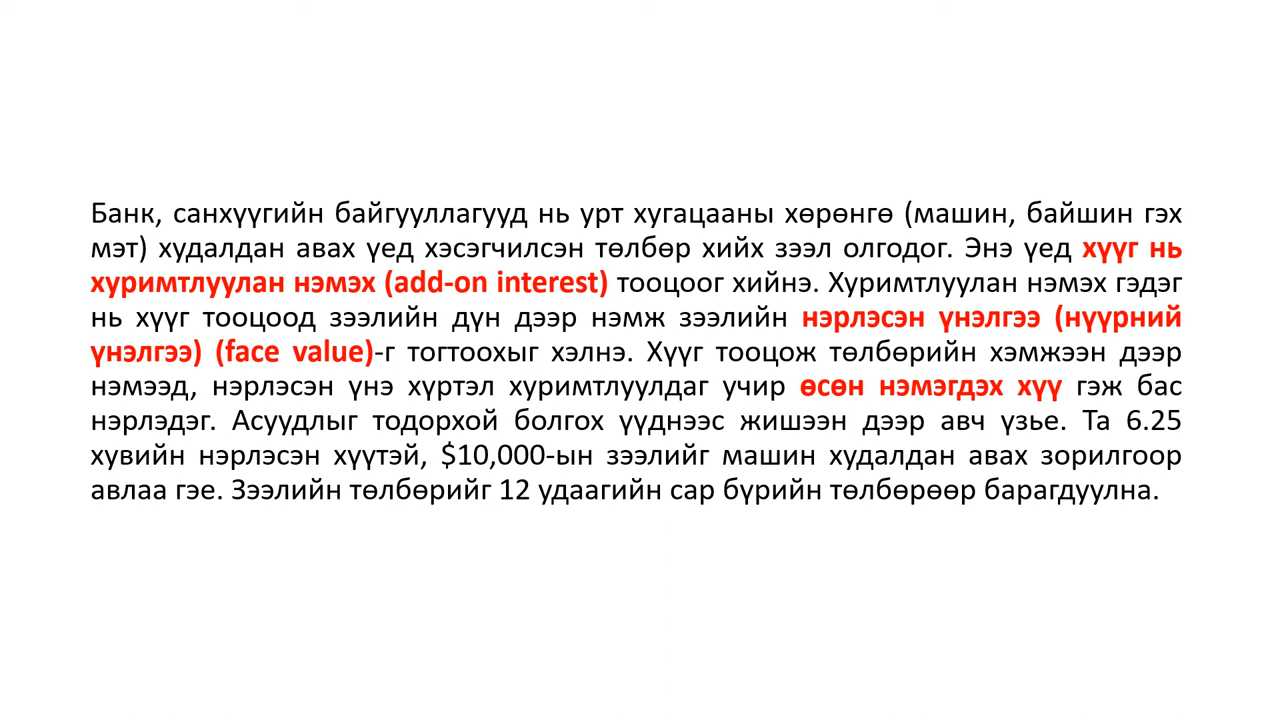 Банк, санхүүгийн байгууллагууд нь урт хугацааны хөрөнгө (машин, байшин гэх
мэт) худалдан авах үед хэсэгчилсэн төлбөр хийх зээл олгодог. Энэ үед хүүг нь
хуримтлуулан нэмэх (add-on interest) тооцоог хийнэ. Хуримтлуулан нэмэх гэдэг
нь хүүг тооцоод зээлийн дүн дээр нэмж зээлийн нэрлэсэн үнэлгээ (нүүрний
үнэлгээ) (face value)-г тогтоохыг хэлнэ. Хүүг тооцож төлбөрийн хэмжээн дээр
нэмээд, нэрлэсэн үнэ хүртэл хуримтлуулдаг учир өсөн нэмэгдэх хүү гэж бас
нэрлэдэг. Асуудлыг тодорхой болгох үүднээс жишээн дээр авч үзье. Та 6.25
хувийн нэрлэсэн хүүтэй, $10,000-ын зээлийг машин худалдан авах зорилгоор
авлаа гэе. Зээлийн төлбөрийг 12 удаагийн сар бүрийн төлбөрөөр барагдуулна.